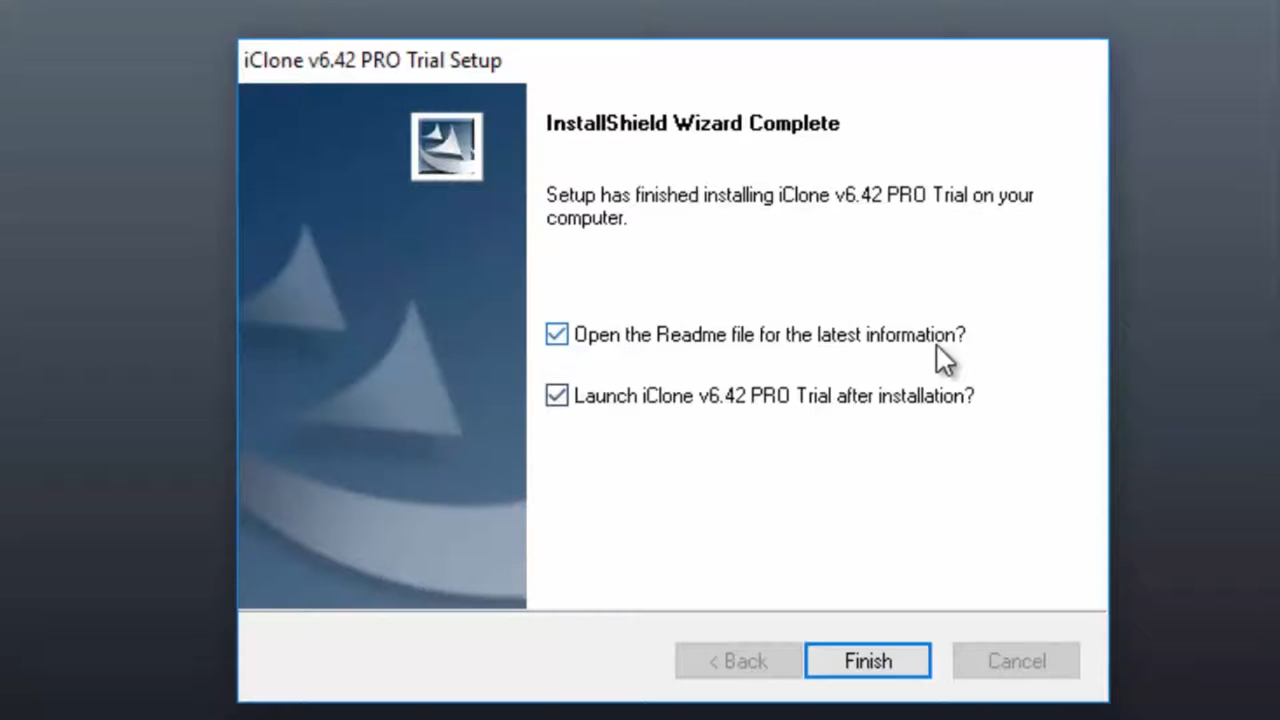 iClone v6.42 PRO Trial Setup
InstallShield Wizard Complete
Setup has finished installing iClone v6.42 PRO Trial on your
computer.
Open the Readme file for the latest information?
Launch iClone v6.42 PRO Trial after installation?
< Back
Finish
Cancel